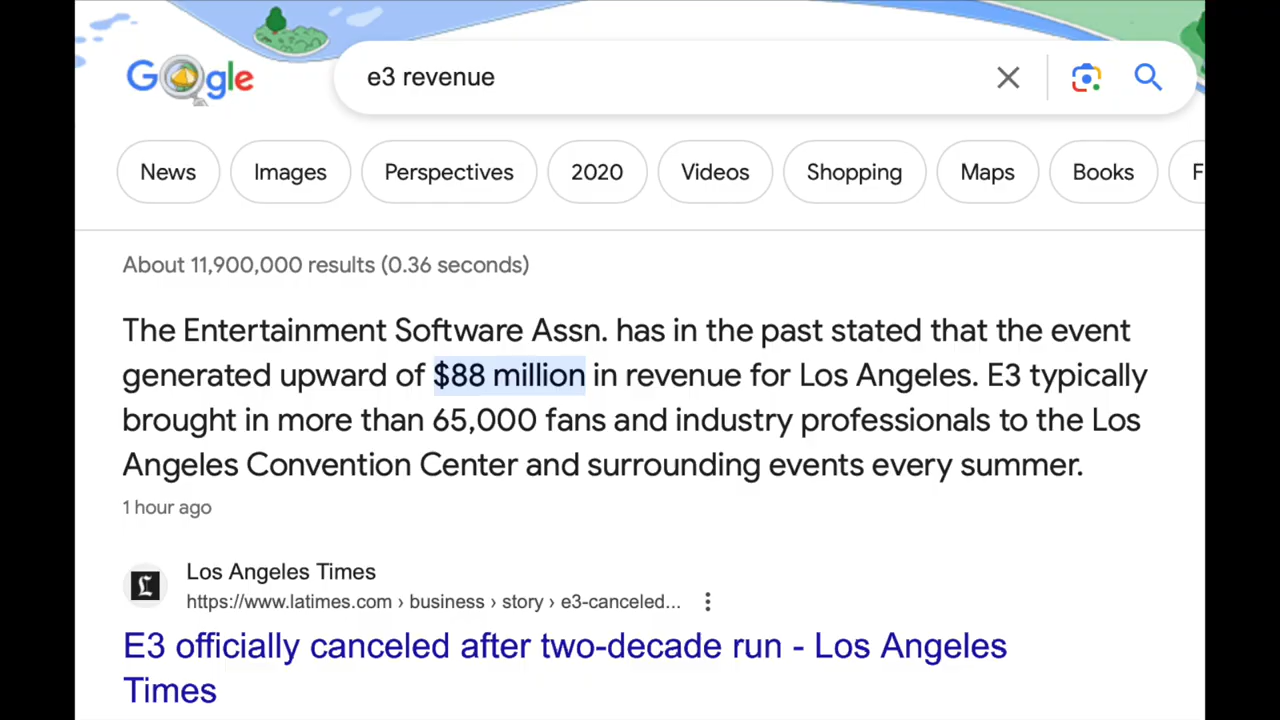 Google
e3 revenue
News
Images
Perspectives
2020
Videos
Shopping
Maps
Books
F
About 11,900,000 results (0.36 seconds)
The Entertainment Software Assn. has in the past stated that the event
generated upward of $88 million in revenue for Los Angeles. E3 typically
brought in more than 65,000 fans and industry professionals to the Los
Angeles Convention Center and surrounding events every summer.
1 hour ago
Los Angeles Times
https://www.latimes.com › business › story › e3-canceled...
E3 officially canceled after two-decade run - Los Angeles
Times